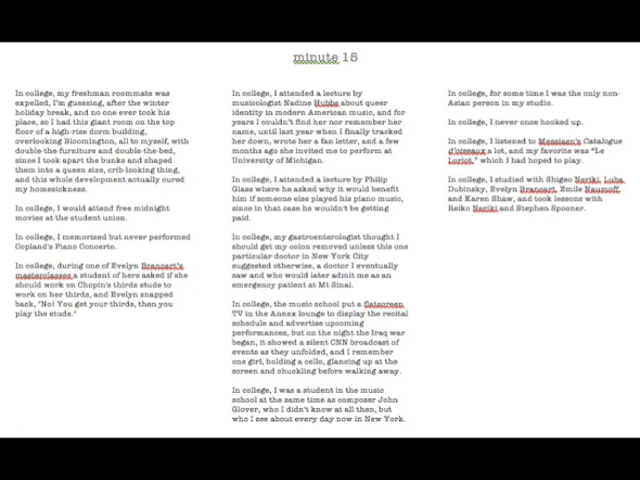 minute 15
In college, my freshman roommate was
expelled, I'm guessing, after the winter
holiday break, and no one ever took his
place, so I had this giant room on the top
floor of a high-rise dorm building,
overlooking Bloomington, all to myself, with
double-the-furniture and double-the-bed,
since I took apart the bunks and shaped
them into a queen size, crib-looking thing,
and this whole development actually cured
my homesickness.
In college, I would attend free midnight
movies at the student union.
In college, I memorized but never performed
Copland's Piano Concerto.
In college, during one of Evelyn Brancart's
masterclasses a student of hers asked if she
should work on Chopin's thirds etude to
work on her thirds, and Evelyn snapped
back, "No! You get your thirds, then you
play the etude."
In college, I attended a lecture by
musicologist Nadine Hubbs about queer
identity in modern American music, and for
years I couldn't find her nor remember her
name, until last year when I finally tracked
her down, wrote her a fan letter, and a few
months ago she invited me to perform at
University of Michigan.
In college, I attended a lecture by Philip
Glass where he asked why it would benefit
him if someone else played his piano music,
since in that case he wouldn't be getting
paid.
In college, my gastroenterologist thought I
should get my colon removed unless this one
particular doctor in New York City
suggested otherwise, a doctor I eventually
saw and who would later admit me as an
emergency patient at Mt Sinai.
In college, the music school put a flatscreen
TV in the Annex lounge to display the recital
schedule and advertise upcoming
performances, but on the night the Iraq war
began, it showed a silent CNN broadcast of
events as they unfolded, and I remember
one girl, holding a cello, glancing up at the
screen and chuckling before walking away.
In college, I was a student in the music
school at the same time as composer John
Glover, who I didn't know at all then, but
who I see about every day now in New York.
In college, for some time I was the only non-
Asian person in my studio.
In college, I never once hooked up.
In college, I listened to Messiaen's Catalogue
d'oiseaux a lot, and my favorite was "Le
Loriot," which I had hoped to play.
In college, I studied with Shigeo Neriki, Luba
Dubinsky, Evelyn Brancart, Emile Naumoff,
and Karen Shaw, and took lessons with
Reiko Neriki and Stephen Spooner.